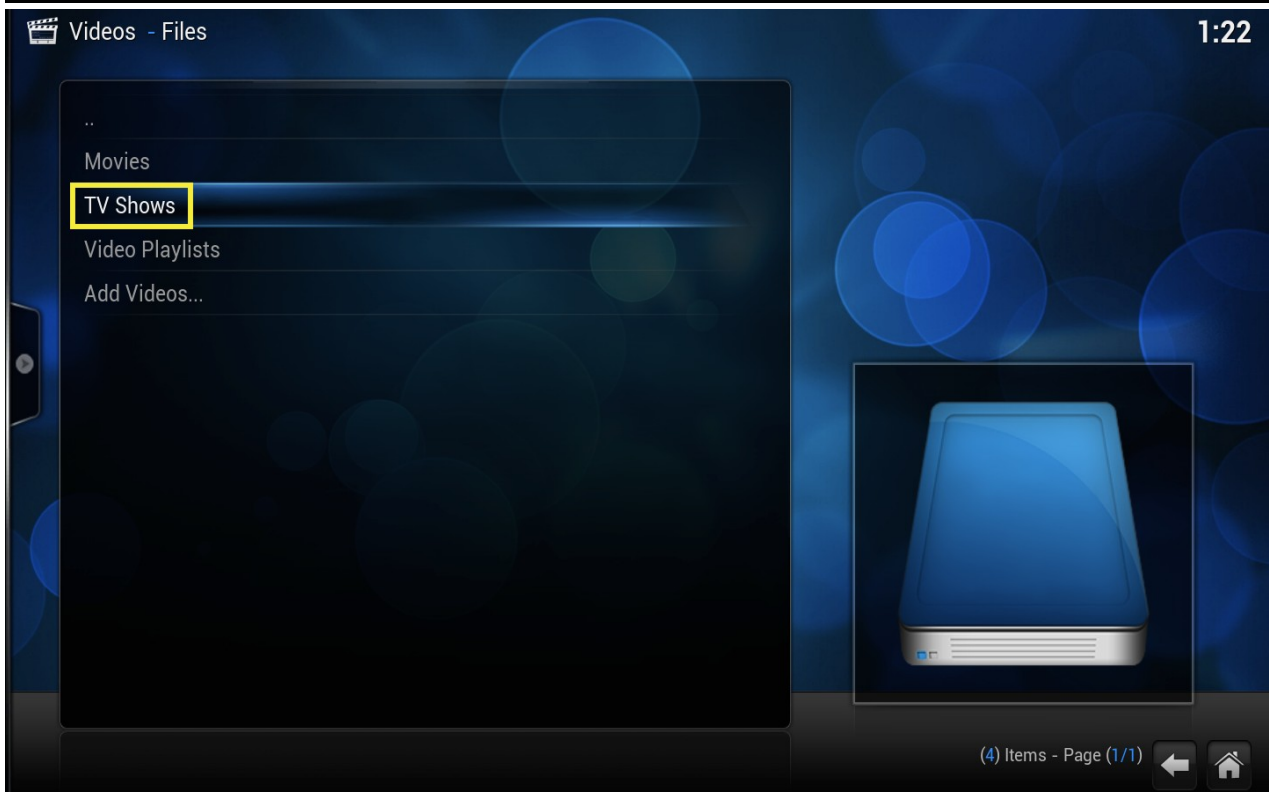 Videos - Files
1:22
..
Movies
TV Shows
Video Playlists
Add Videos...
(4) Items - Page (1/1)